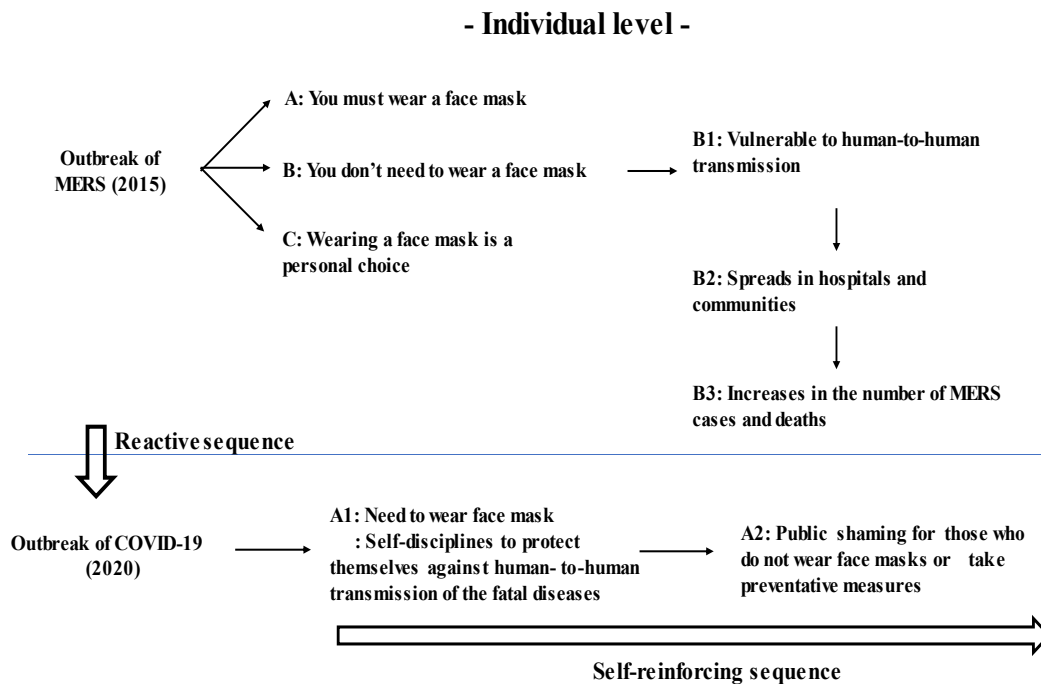 - Individual level -
A: You must wear a face mask
Outbreak of
MERS (2015)
B: You don't need to wear a face mask
C: Wearing a face mask is a
personal choice
B1: Vulnerable to human-to-human
transmission
B2: Spreads in hospitals and
communities
B3: Increases in the number of MERS
cases and deaths
Reactive sequence
Outbreak of COVID-19
(2020)
A1: Need to wear face mask
: Self-disciplines to protect
themselves against human- to-human
transmission of the fatal diseases
A2: Public shaming for those who
do not wear face masks or take
preventative measures
Self-reinforcing sequence